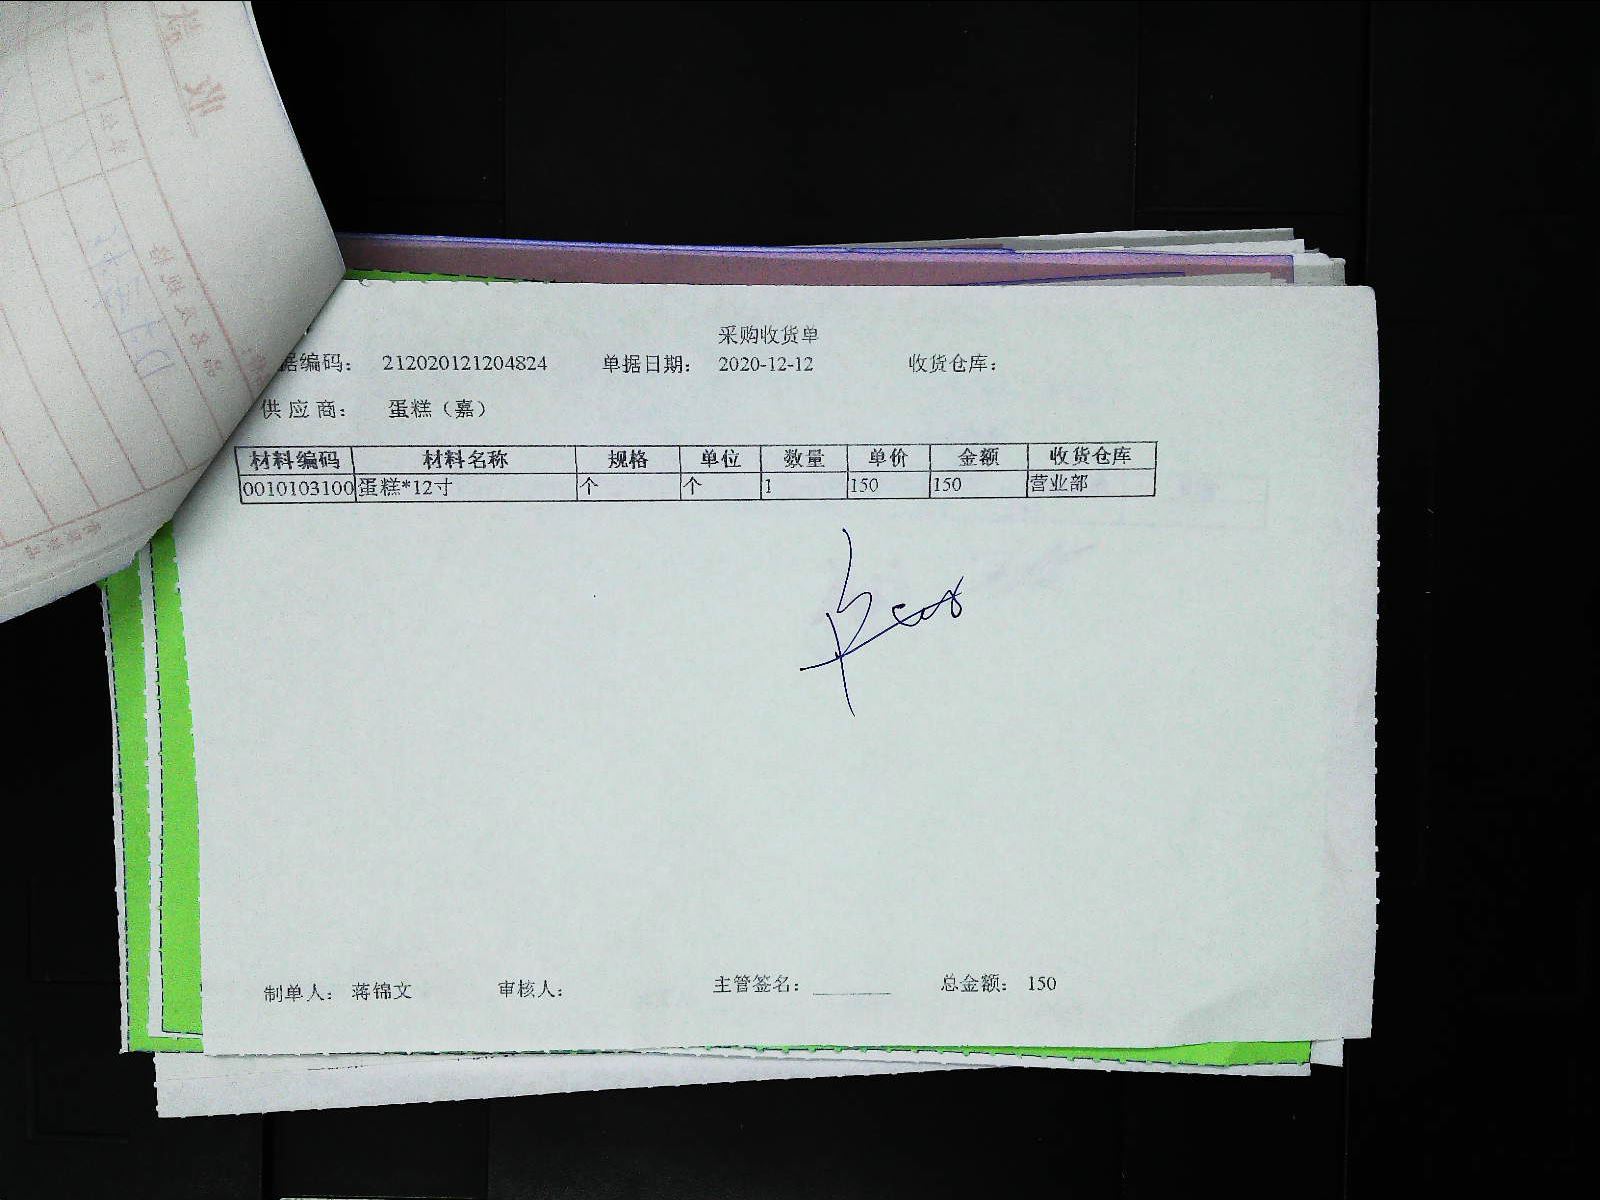 采购收货单
据编码： 212020121204824 单据日期： 2020-12-12 收货仓库：
供应商： 蛋糕（嘉）
材料编码 材料名称 规格 单位 数量 单价 金额 收货仓库
0010103100 蛋糕*12寸 个 个 1 150 150 营业部
制单人： 蒋锦文 审核人： 主管签名： 总金额： 150